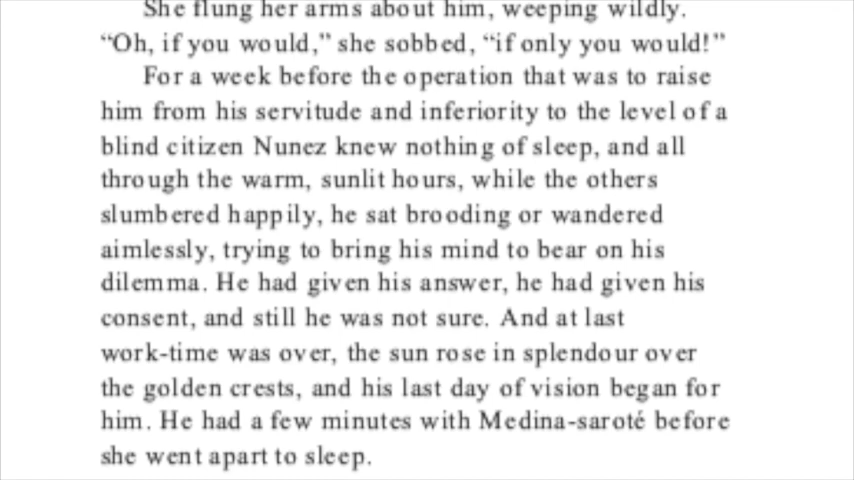 She flung her arms about him, weeping wildly.
“Oh, if you would,” she sobbed, “if only you would!”
For a week before the operation that was to raise
him from his servitude and inferiority to the level of a
blind citizen Nunez knew nothing of sleep, and all
through the warm, sunlit hours, while the others
slumbered happily, he sat brooding or wandered
aimlessly, trying to bring his mind to bear on his
dilemma. He had given his answer, he had given his
consent, and still he was not sure. And at last
work-time was over, the sun rose in splendour over
the golden crests, and his last day of vision began for
him. He had a few minutes with Medina-saroté before
she went apart to sleep.